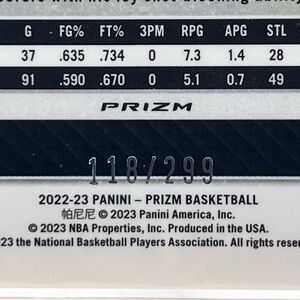 G FG% FT% 3PM RPG APG STL
37 .635 .734 0 7.3 1.4 28
91 .590 .670 0 5.1 0.7 49
PRIZM
118/299
2022-23 PANINI – PRIZM BASKETBALL
帕尼尼 © 2023 Panini America, Inc.
© 2023 NBA Properties, Inc. Produced in the USA.
23 the National Basketball Players Association. All rights